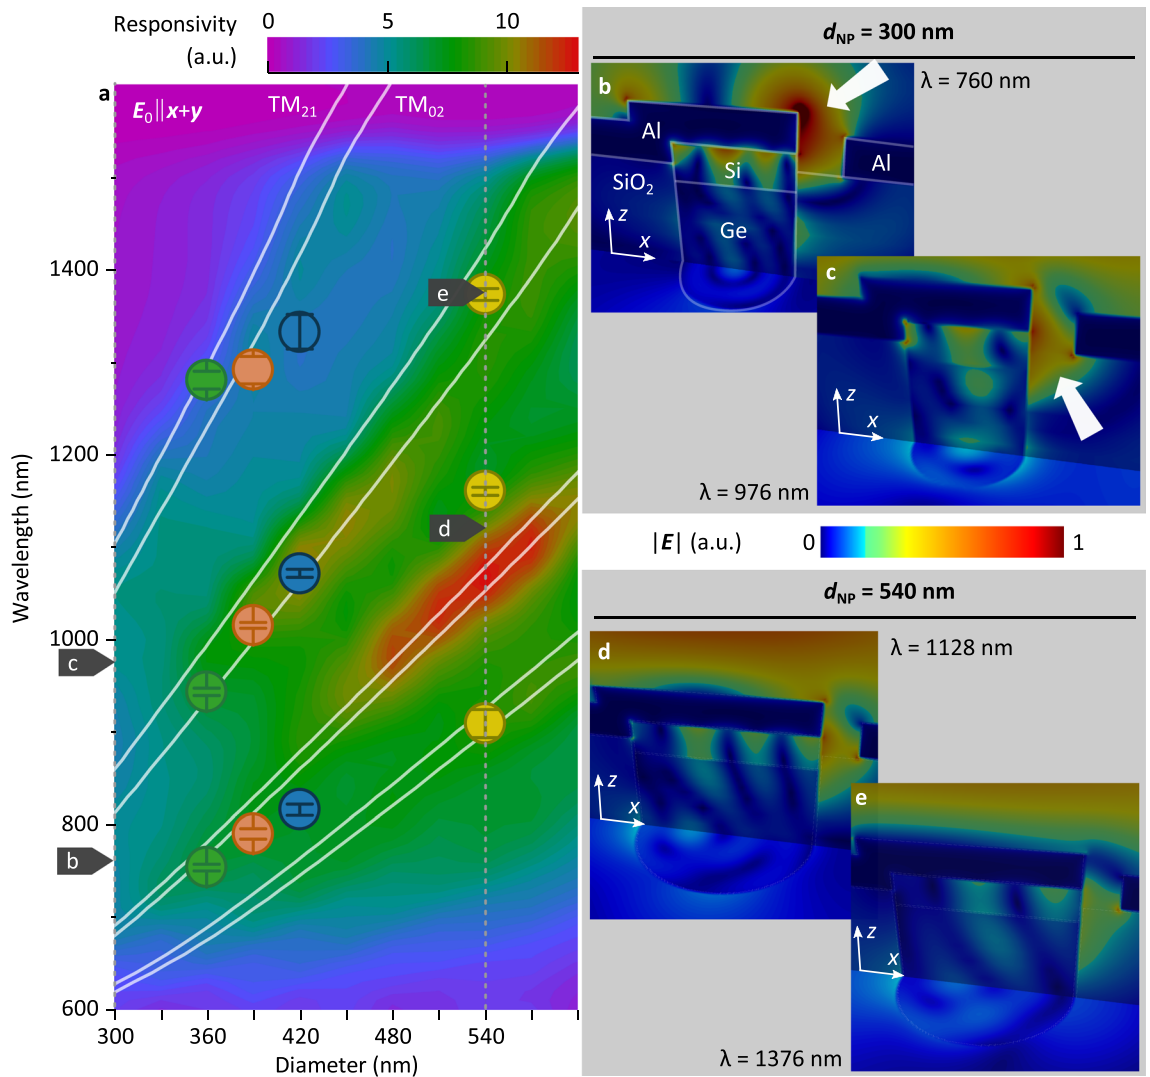 Responsivity
(a.u.)
0 5 10
a
E₀||x+y
TM₂₁
TM₀₂
1400
1200
1000
800
600
Wavelength (nm)
e
d
c
b
300 360 420 480 540
Diameter (nm)
d_NP = 300 nm
b
λ = 760 nm
Al
Al
Si
SiO₂
Ge
z
x
c
z
x
λ = 976 nm
|E| (a.u.) 0 1
d_NP = 540 nm
d
λ = 1128 nm
z
x
e
z
x
λ = 1376 nm